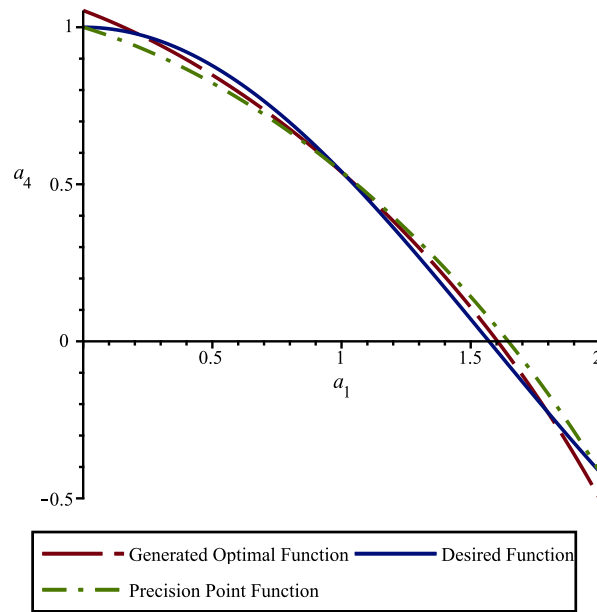 1
a4
0.5
0
0.5
1
1.5
2
a1
−0.5
Generated Optimal Function
Desired Function
Precision Point Function